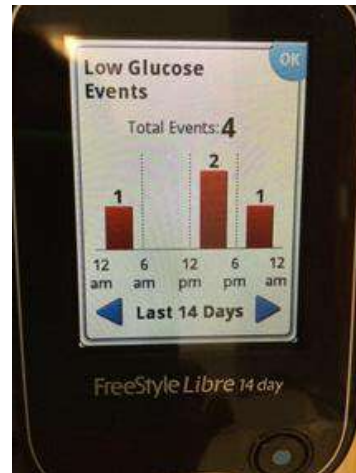 OK
Low Glucose
Events
Total Events: 4
2
1 1
12 6 12 6 12
am am pm pm am
Last 14 Days
FreeStyle Libre 14 day